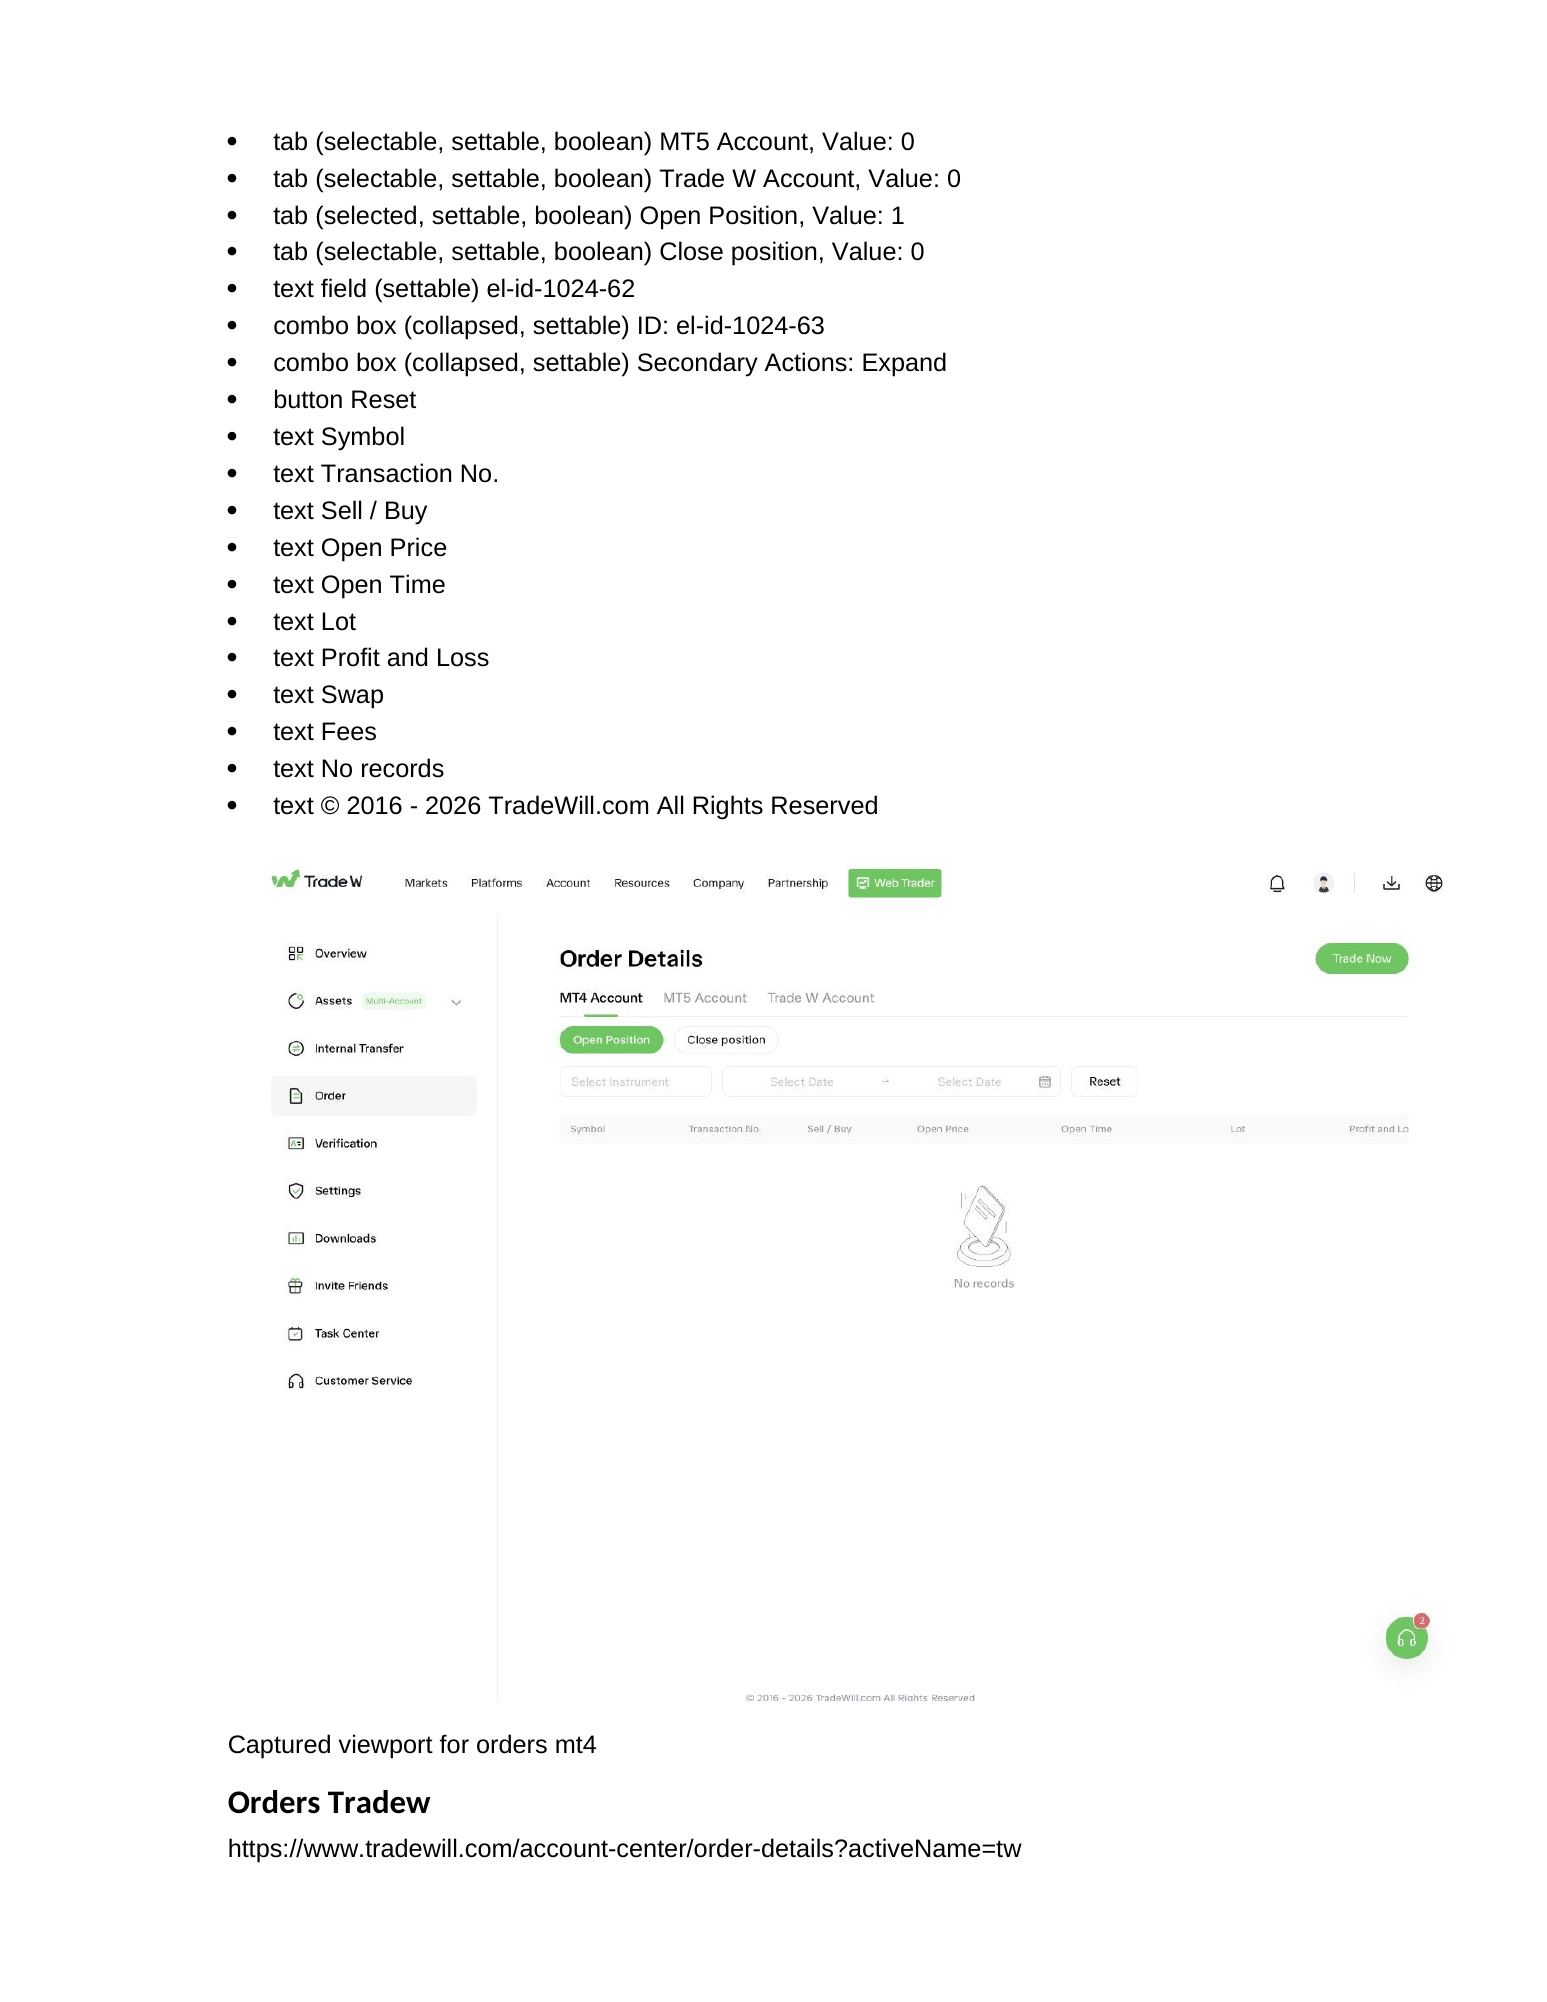 tab (selectable, settable, boolean) MT5 Account, Value: 0
tab (selectable, settable, boolean) Trade W Account, Value: 0
tab (selected, settable, boolean) Open Position, Value: 1
tab (selectable, settable, boolean) Close position, Value: 0
text field (settable) el-id-1024-62
combo box (collapsed, settable) ID: el-id-1024-63
combo box (collapsed, settable) Secondary Actions: Expand
button Reset
text Symbol
text Transaction No.
text Sell / Buy
text Open Price
text Open Time
text Lot
text Profit and Loss
text Swap
text Fees
text No records
text © 2016 - 2026 TradeWill.com All Rights Reserved
Trade W Markets Platforms Account Resources Company Partnership Web Trader
Overview
Assets Multi-Account
Internal Transfer
Order
Verification
Settings
Downloads
Invite Friends
Task Center
Customer Service
Order Details Trade Now
MT4 Account MT5 Account Trade W Account
Open Position Close position
Select Instrument Select Date → Select Date Reset
Symbol Transaction No. Sell / Buy Open Price Open Time Lot Profit and Lo
No records
2
© 2016 - 2026 TradeWill.com All Rights Reserved
Captured viewport for orders mt4
Orders Tradew
https://www.tradewill.com/account-center/order-details?activeName=tw